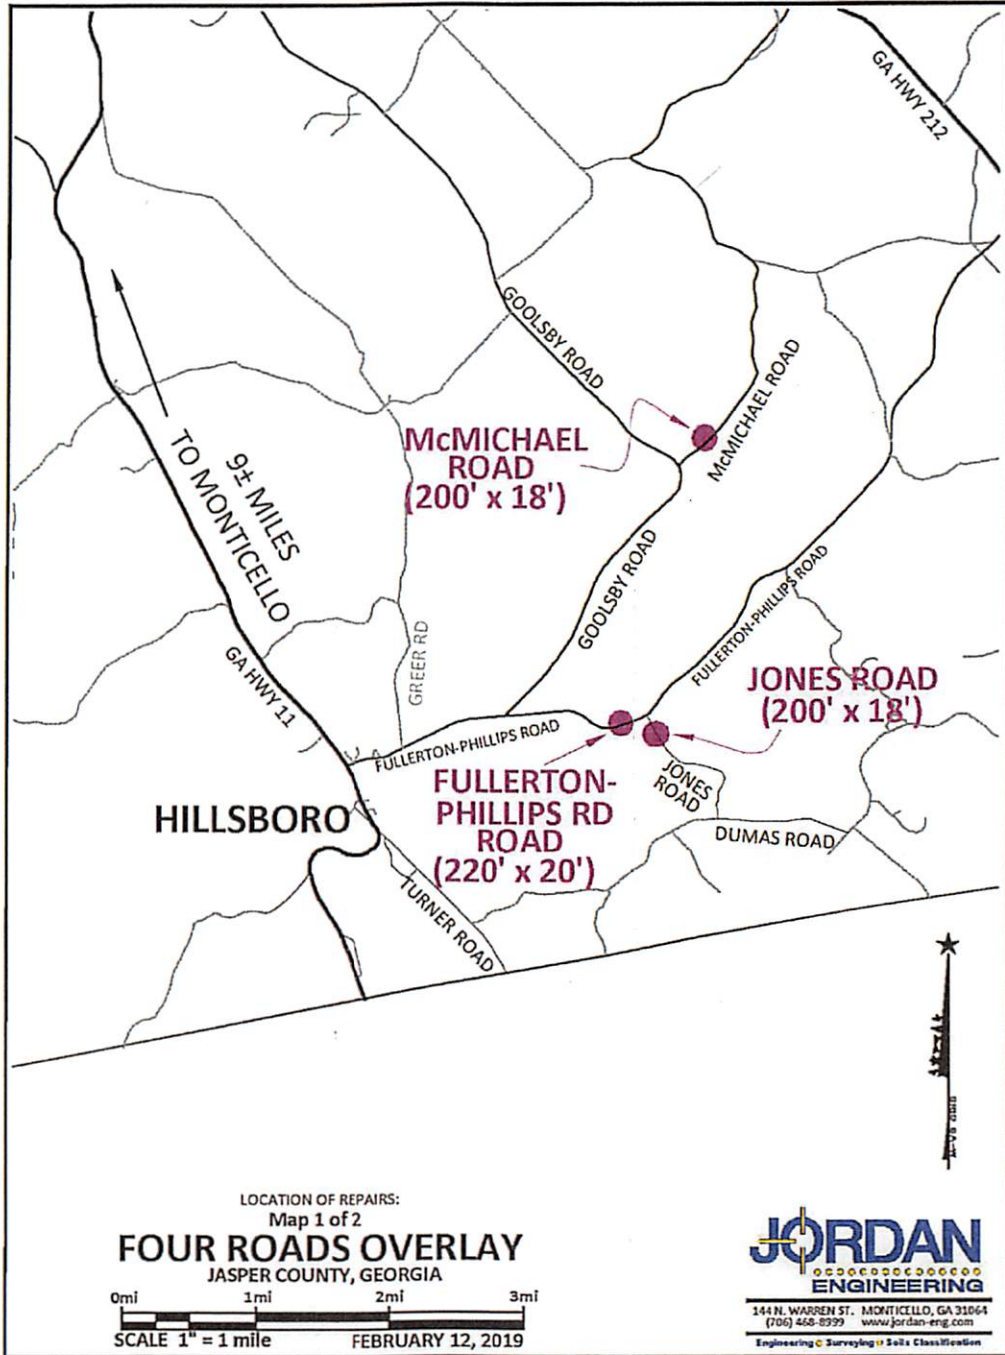 GA HWY 212
GOOLSBY ROAD
McMICHAEL ROAD
McMICHAEL
ROAD
(200' x 18')
9± MILES
TO MONTICELLO
GOOLSBY ROAD
FULLERTON-PHILLIPS ROAD
GREER RD
GA HWY 11
JONES ROAD
(200' x 18')
FULLERTON-PHILLIPS ROAD
JONES
ROAD
FULLERTON-
PHILLIPS RD
ROAD
(220' x 20')
HILLSBORO
DUMAS ROAD
TURNER ROAD
LOCATION OF REPAIRS:
Map 1 of 2
FOUR ROADS OVERLAY
JASPER COUNTY, GEORGIA
0mi 1mi 2mi 3mi
SCALE 1" = 1 mile FEBRUARY 12, 2019
JORDAN
ENGINEERING
144 N. WARREN ST. MONTICELLO, GA 31064
(706) 468-8999 www.jordan-eng.com
Engineering Surveying Soils Classification